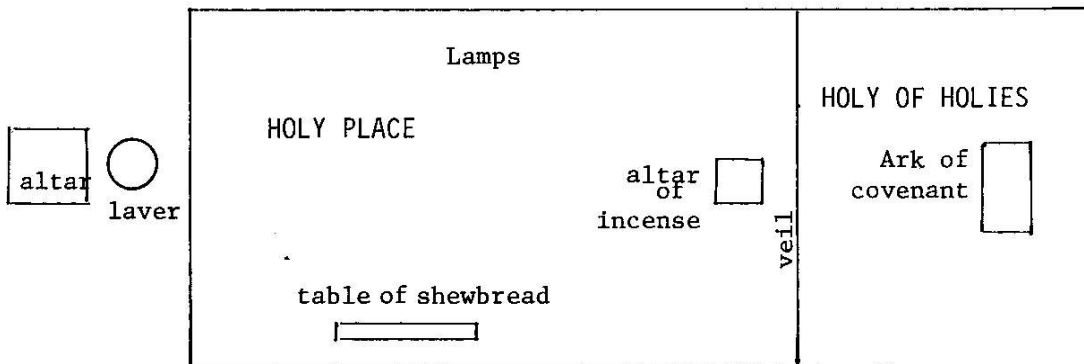 Lamps
HOLY PLACE
HOLY OF HOLIES
altar
laver
altar
of
incense
veil
Ark of
covenant
table of shewbread